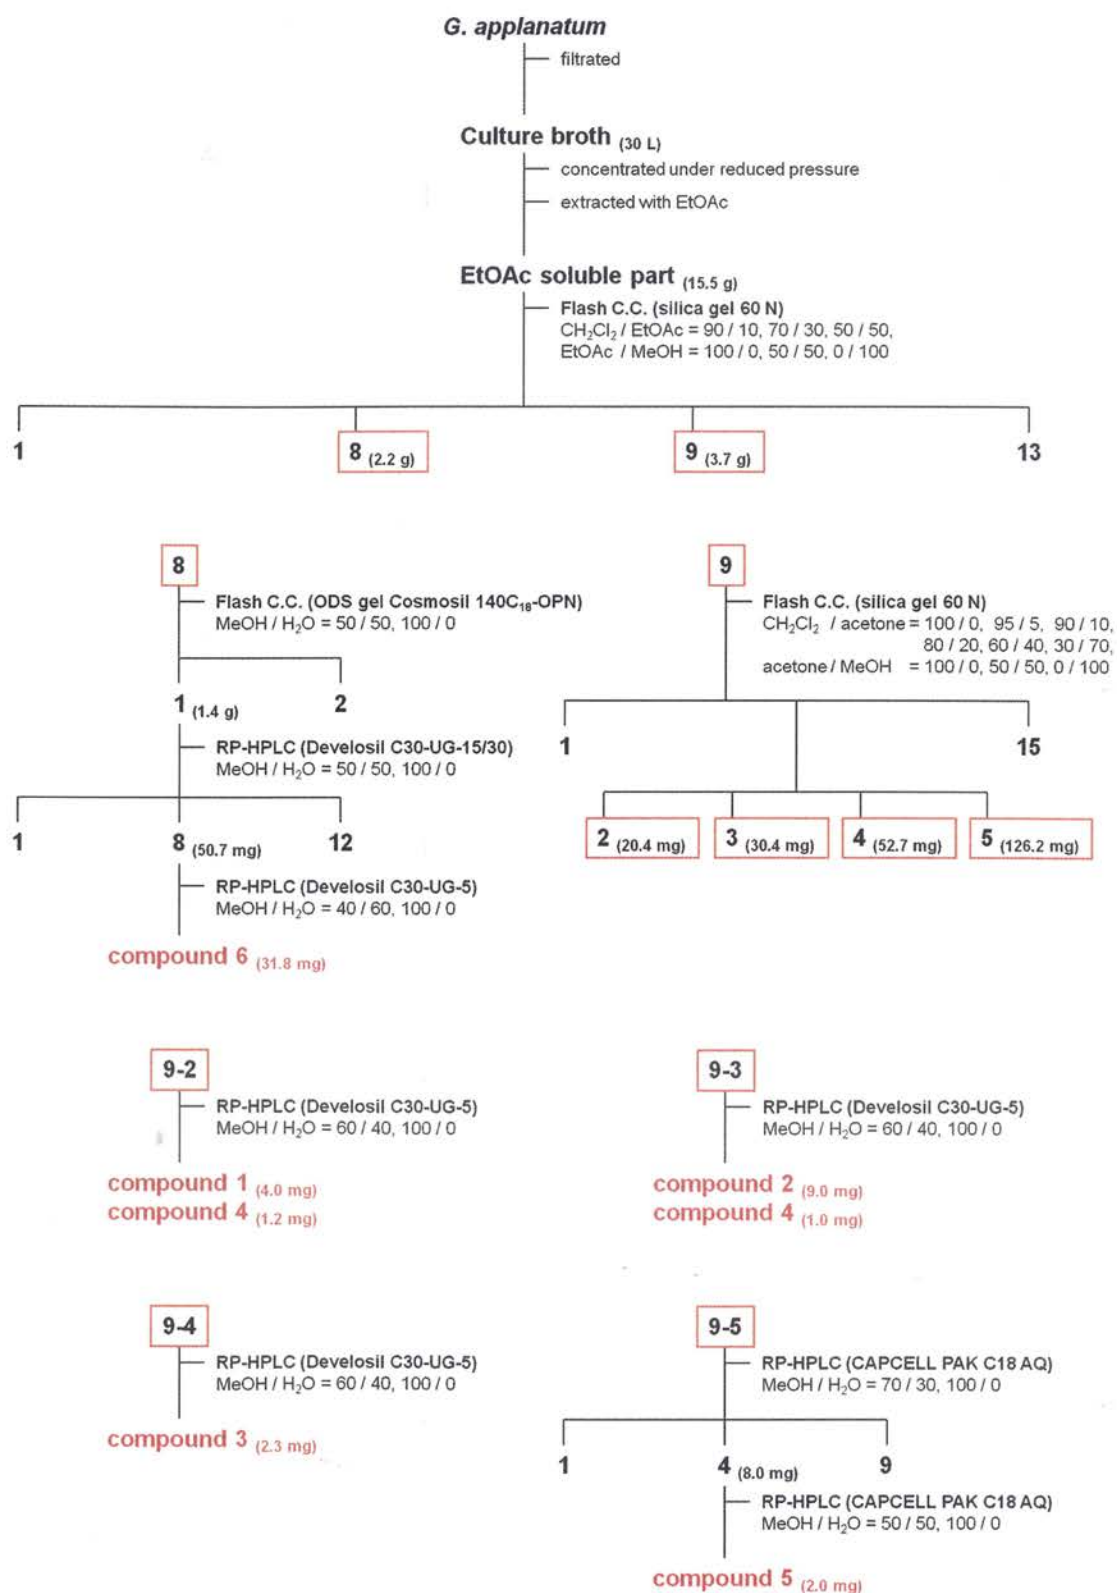 G. applanatum
filtrated
Culture broth (30 L)
concentrated under reduced pressure
extracted with EtOAc
EtOAc soluble part (15.5 g)
Flash C.C. (silica gel 60 N)
CH₂Cl₂ / EtOAc = 90 / 10, 70 / 30, 50 / 50,
EtOAc / MeOH = 100 / 0, 50 / 50, 0 / 100
1 8 (2.2 g) 9 (3.7 g) 13
8
Flash C.C. (ODS gel Cosmosil 140C₁₈-OPN)
MeOH / H₂O = 50 / 50, 100 / 0
1 (1.4 g) 2
RP-HPLC (Develosil C30-UG-15/30)
MeOH / H₂O = 50 / 50, 100 / 0
1 8 (50.7 mg) 12
RP-HPLC (Develosil C30-UG-5)
MeOH / H₂O = 40 / 60, 100 / 0
compound 6 (31.8 mg)
9
Flash C.C. (silica gel 60 N)
CH₂Cl₂ / acetone = 100 / 0, 95 / 5, 90 / 10,
80 / 20, 60 / 40, 30 / 70,
acetone / MeOH = 100 / 0, 50 / 50, 0 / 100
1 15
2 (20.4 mg) 3 (30.4 mg) 4 (52.7 mg) 5 (126.2 mg)
9-2
RP-HPLC (Develosil C30-UG-5)
MeOH / H₂O = 60 / 40, 100 / 0
compound 1 (4.0 mg)
compound 4 (1.2 mg)
9-3
RP-HPLC (Develosil C30-UG-5)
MeOH / H₂O = 60 / 40, 100 / 0
compound 2 (9.0 mg)
compound 4 (1.0 mg)
9-4
RP-HPLC (Develosil C30-UG-5)
MeOH / H₂O = 60 / 40, 100 / 0
compound 3 (2.3 mg)
9-5
RP-HPLC (CAPCELL PAK C18 AQ)
MeOH / H₂O = 70 / 30, 100 / 0
1 4 (8.0 mg) 9
RP-HPLC (CAPCELL PAK C18 AQ)
MeOH / H₂O = 50 / 50, 100 / 0
compound 5 (2.0 mg)